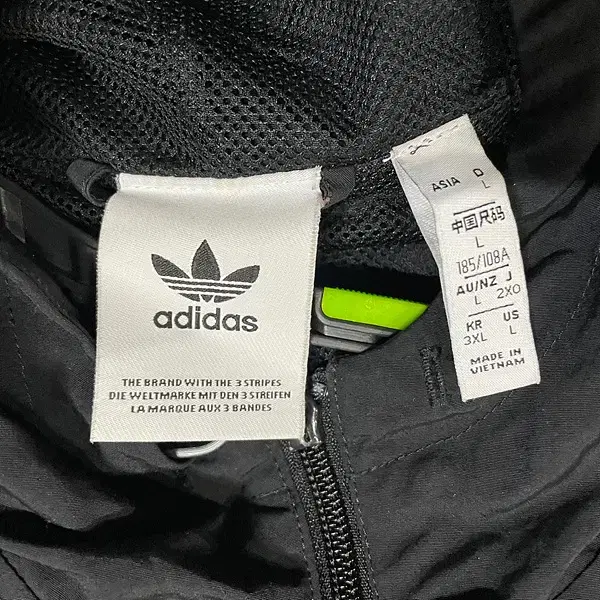 adidas
THE BRAND WITH THE 3 STRIPES
DIE WELTMARKE MIT DEN 3 STREIFEN
LA MARQUE AUX 3 BANDES
ASIA D
L
中国尺码
L
185/108A
AU/NZ J
L 2XO
KR US
3XL L
MADE IN
VIETNAM